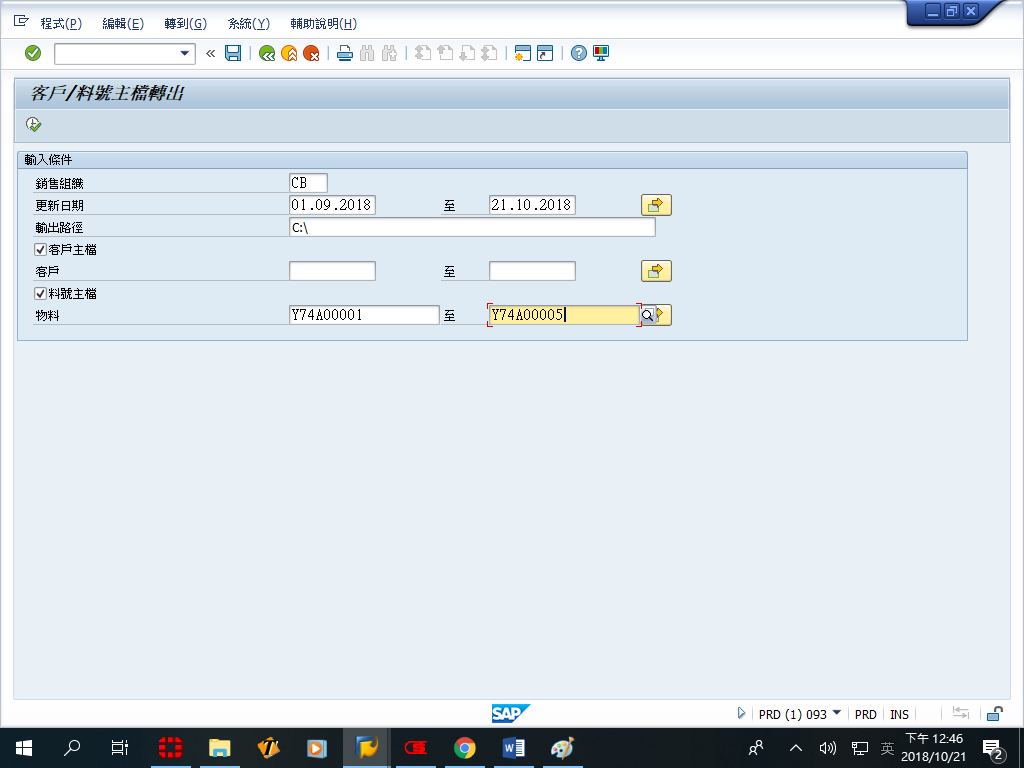 程式(P) 編輯(E) 轉到(G) 系統(Y) 輔助說明(H)
客戶/料號主檔轉出
輸入條件
銷售組織 CB
更新日期 01.09.2018 至 21.10.2018
輸出路徑 C:\
客戶主檔
客戶 至
料號主檔
物料 Y74A00001 至 Y74A00005
SAP PRD (1) 093 PRD INS
英 下午 12:46
2018/10/21 2